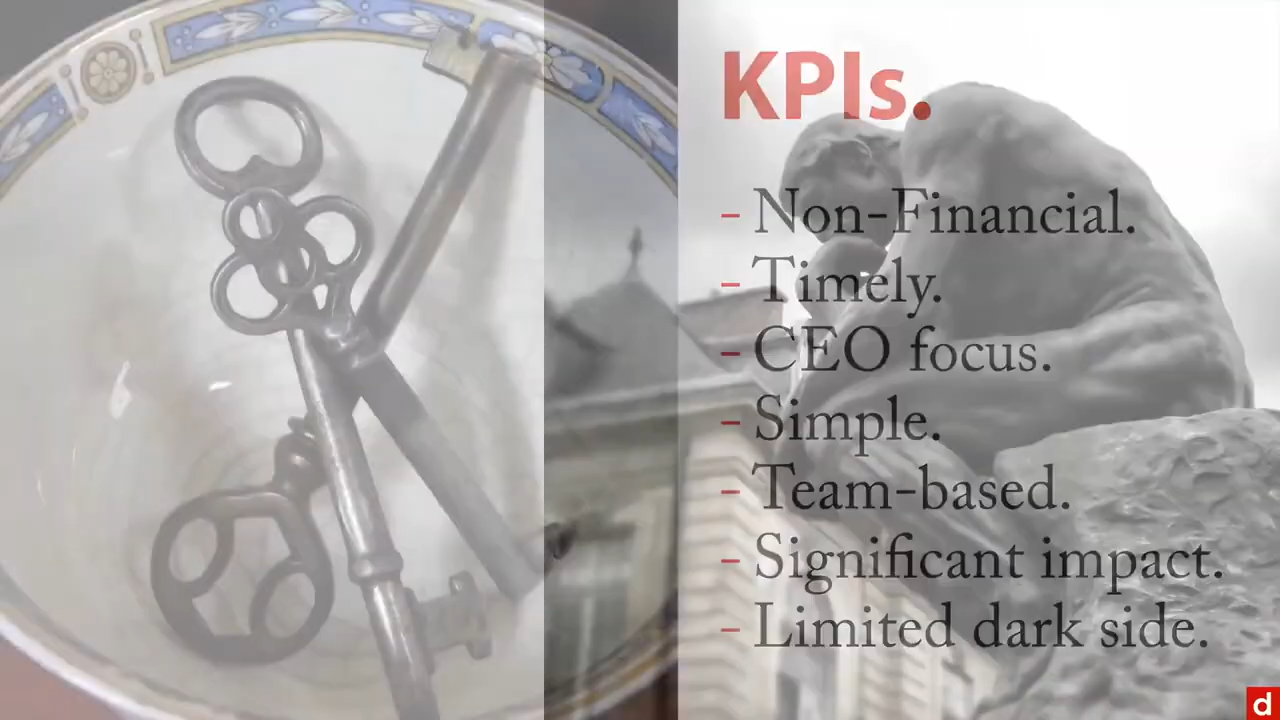 KPIs.
- Non-Financial.
- Timely.
- CEO focus.
- Simple.
- Team-based.
- Significant impact.
- Limited dark side.
d